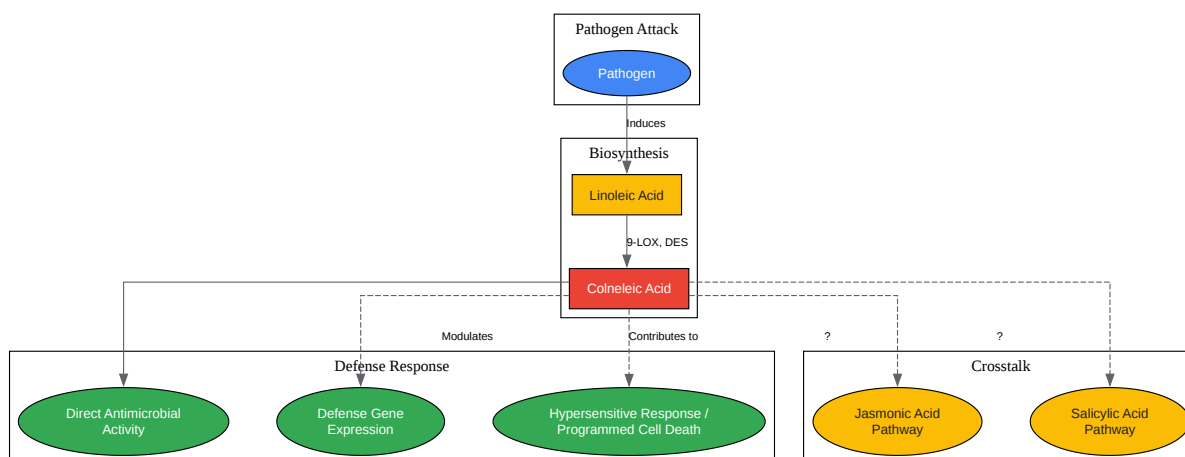 Pathogen Attack
Pathogen
Induces
Biosynthesis
Linoleic Acid
9-LOX, DES
Colneleic Acid
Modulates
Contributes to
?
?
Defense Response
Crosstalk
Direct Antimicrobial
Activity
Defense Gene
Expression
Hypersensitive Response /
Programmed Cell Death
Jasmonic Acid
Pathway
Salicylic Acid
Pathway